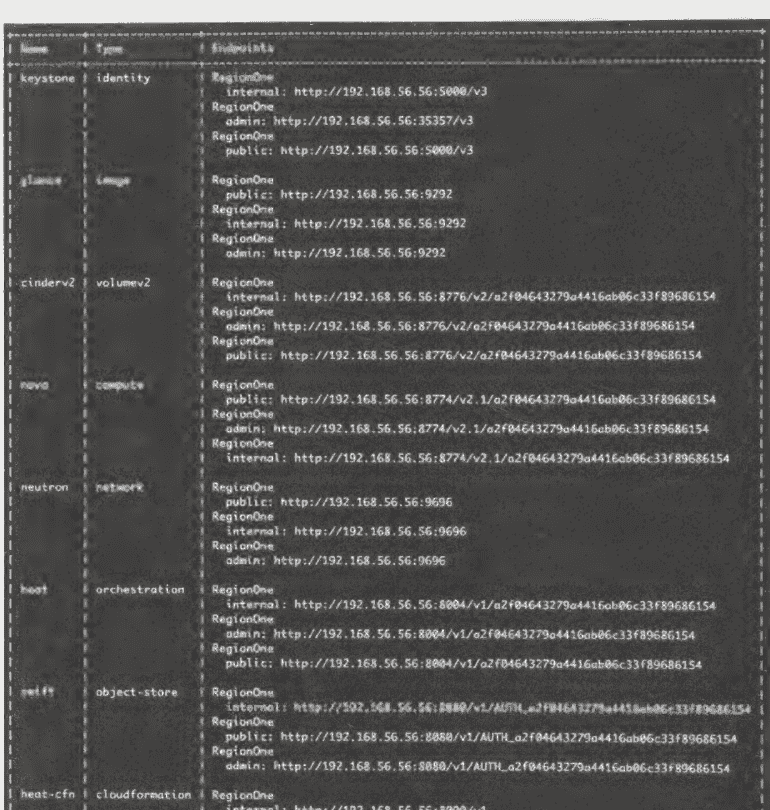 | Name | Type | Endpoints |
| keystone | identity | RegionOne
internal: http://192.168.56.56:5000/v3
RegionOne
admin: http://192.168.56.56:35357/v3
RegionOne
public: http://192.168.56.56:5000/v3
| glance | image | RegionOne
public: http://192.168.56.56:9292
RegionOne
internal: http://192.168.56.56:9292
RegionOne
admin: http://192.168.56.56:9292
| cinderv2 | volumev2 | RegionOne
internal: http://192.168.56.56:8776/v2/a2f04643279a4416ab06c33f89686154
RegionOne
admin: http://192.168.56.56:8776/v2/a2f04643279a4416ab06c33f89686154
RegionOne
public: http://192.168.56.56:8776/v2/a2f04643279a4416ab06c33f89686154
| nova | compute | RegionOne
public: http://192.168.56.56:8774/v2.1/a2f04643279a4416ab06c33f89686154
RegionOne
admin: http://192.168.56.56:8774/v2.1/a2f04643279a4416ab06c33f89686154
RegionOne
internal: http://192.168.56.56:8774/v2.1/a2f04643279a4416ab06c33f89686154
| neutron | network | RegionOne
public: http://192.168.56.56:9696
RegionOne
internal: http://192.168.56.56:9696
RegionOne
admin: http://192.168.56.56:9696
| heat | orchestration | RegionOne
internal: http://192.168.56.56:8004/v1/a2f04643279a4416ab06c33f89686154
RegionOne
admin: http://192.168.56.56:8004/v1/a2f04643279a4416ab06c33f89686154
RegionOne
public: http://192.168.56.56:8004/v1/a2f04643279a4416ab06c33f89686154
| swift | object-store | RegionOne
internal: http://192.168.56.56:8080/v1/AUTH_a2f04643279a4416ab06c33f89686154
RegionOne
public: http://192.168.56.56:8080/v1/AUTH_a2f04643279a4416ab06c33f89686154
RegionOne
admin: http://192.168.56.56:8080/v1/AUTH_a2f04643279a4416ab06c33f89686154
| heat-cfn | cloudformation | RegionOne